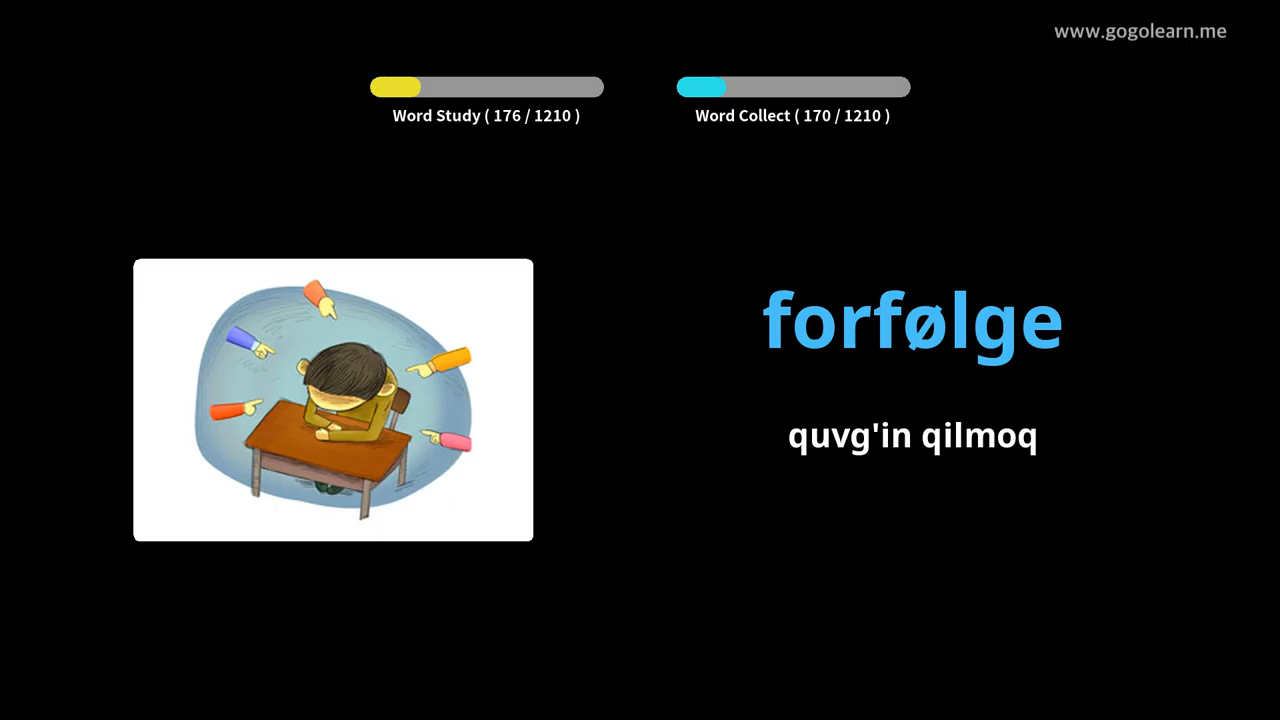 www.gogolearn.me
Word Study ( 176 / 1210 )
Word Collect ( 170 / 1210 )
forfølge
quvg'in qilmoq